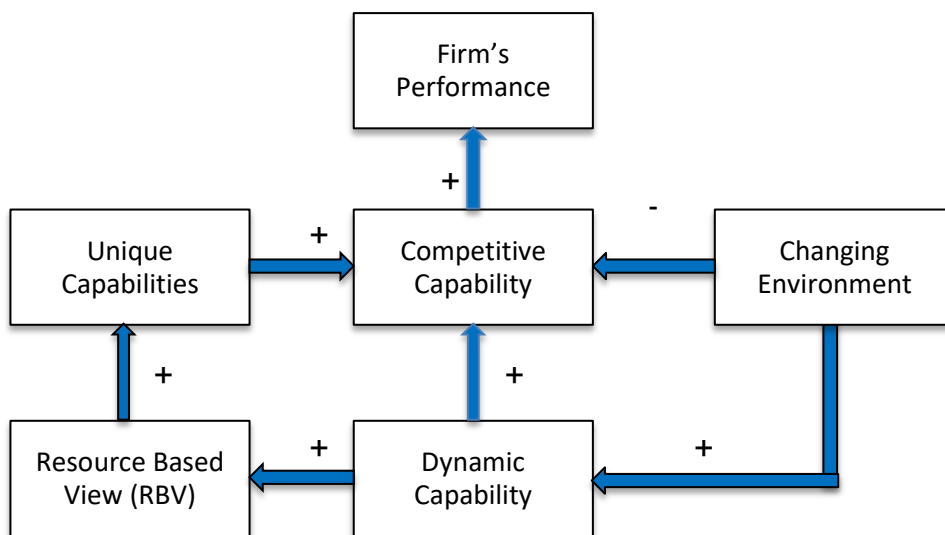 Firm's
Performance
+
-
Unique
Capabilities
+
Competitive
Capability
Changing
Environment
+
+
Resource Based
View (RBV)
+
Dynamic
Capability
+